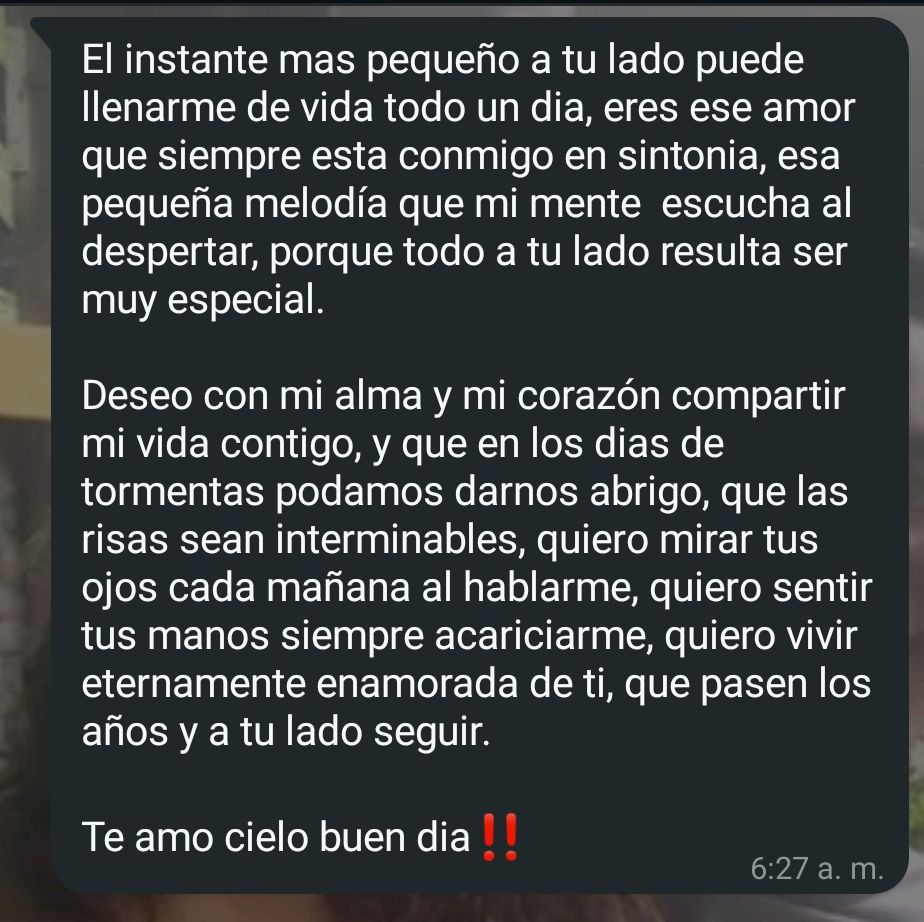 El instante mas pequeño a tu lado puede
llenarme de vida todo un dia, eres ese amor
que siempre esta conmigo en sintonia, esa
pequeña melodía que mi mente  escucha al
despertar, porque todo a tu lado resulta ser
muy especial.
Deseo con mi alma y mi corazón compartir
mi vida contigo, y que en los dias de
tormentas podamos darnos abrigo, que las
risas sean interminables, quiero mirar tus
ojos cada mañana al hablarme, quiero sentir
tus manos siempre acariciarme, quiero vivir
eternamente enamorada de ti, que pasen los
años y a tu lado seguir.
Te amo cielo buen dia‼️
6:27 a. m.